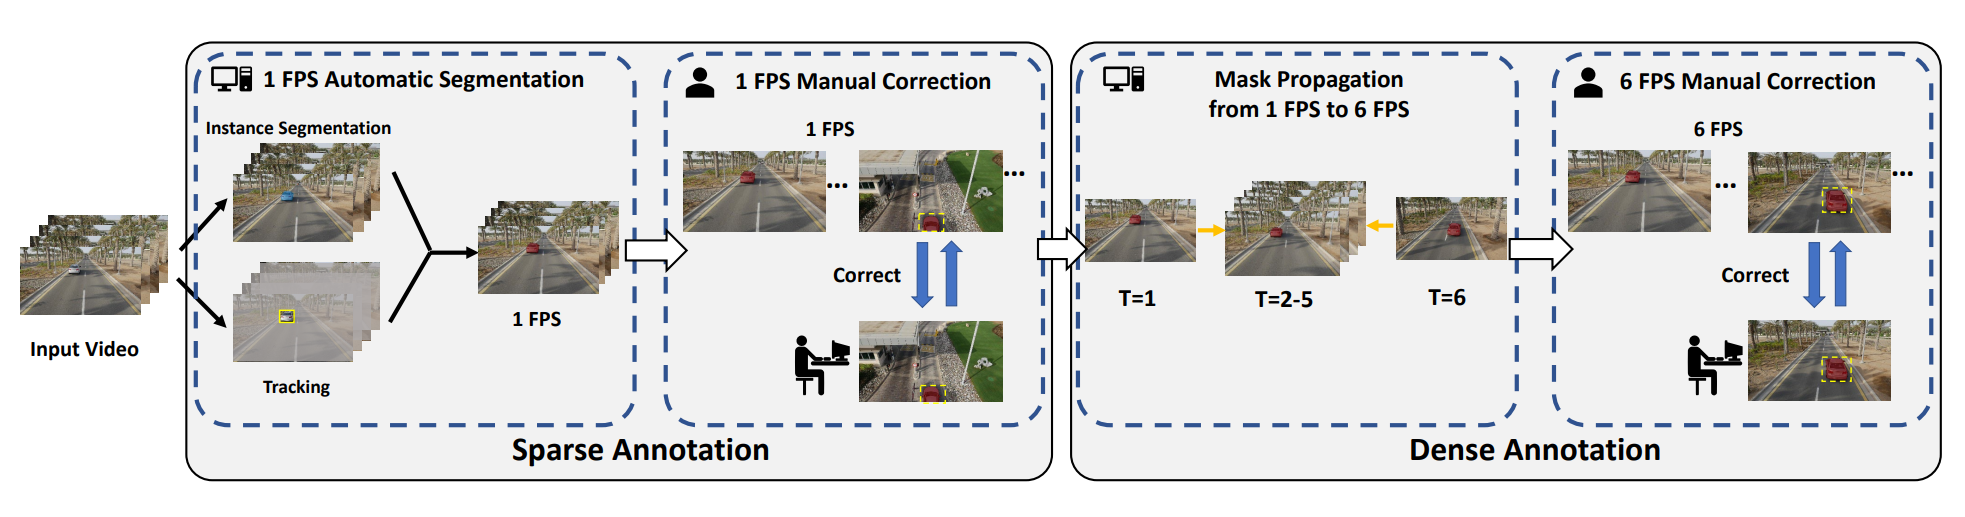 1 FPS Automatic Segmentation
Instance Segmentation
Input Video
Tracking
1 FPS
1 FPS Manual Correction
1 FPS
...
...
Correct
Sparse Annotation
Mask Propagation
from 1 FPS to 6 FPS
T=1
T=2-5
T=6
6 FPS Manual Correction
6 FPS
...
...
Correct
Dense Annotation